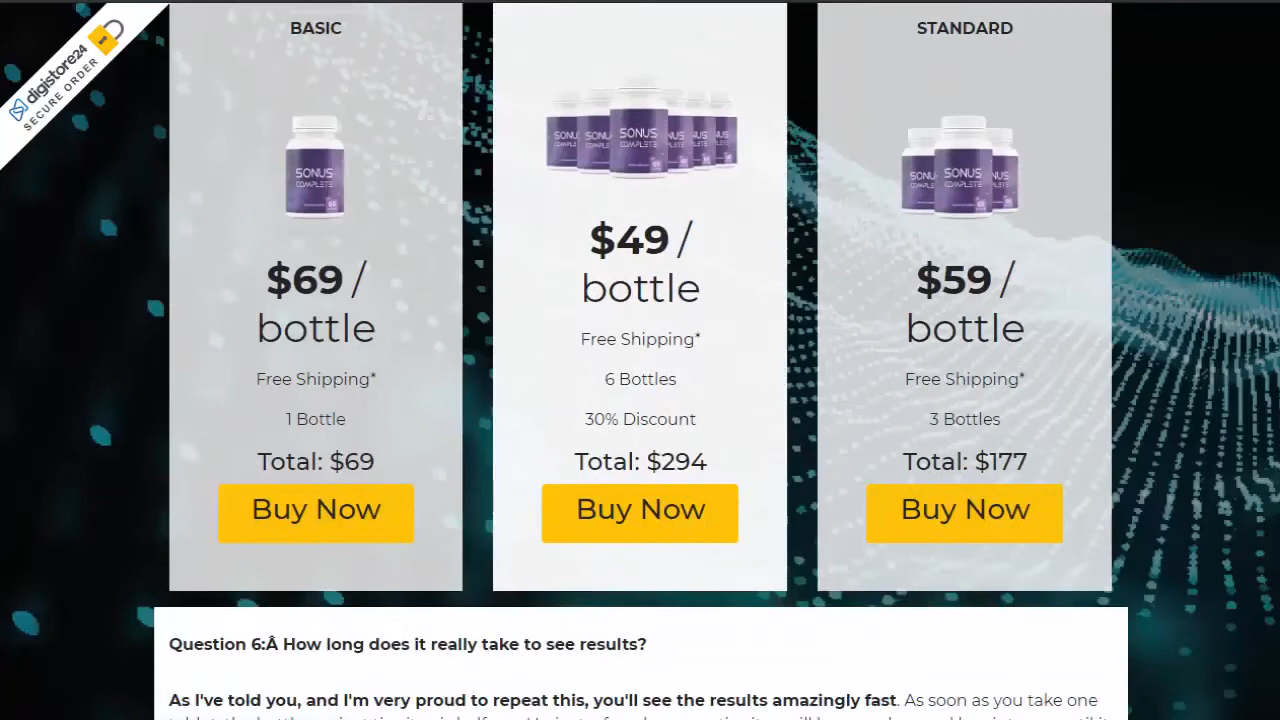 digistore24
SECURE ORDER
BASIC
SONUS
COMPLETE
$69 /
bottle
Free Shipping*
1 Bottle
Total: $69
Buy Now
SONUS
COMPLETE
$49 /
bottle
Free Shipping*
6 Bottles
30% Discount
Total: $294
Buy Now
STANDARD
SONUS
COMPLETE
$59 /
bottle
Free Shipping*
3 Bottles
Total: $177
Buy Now
Question 6:Â How long does it really take to see results?
As I've told you, and I'm very proud to repeat this, you'll see the results amazingly fast. As soon as you take one